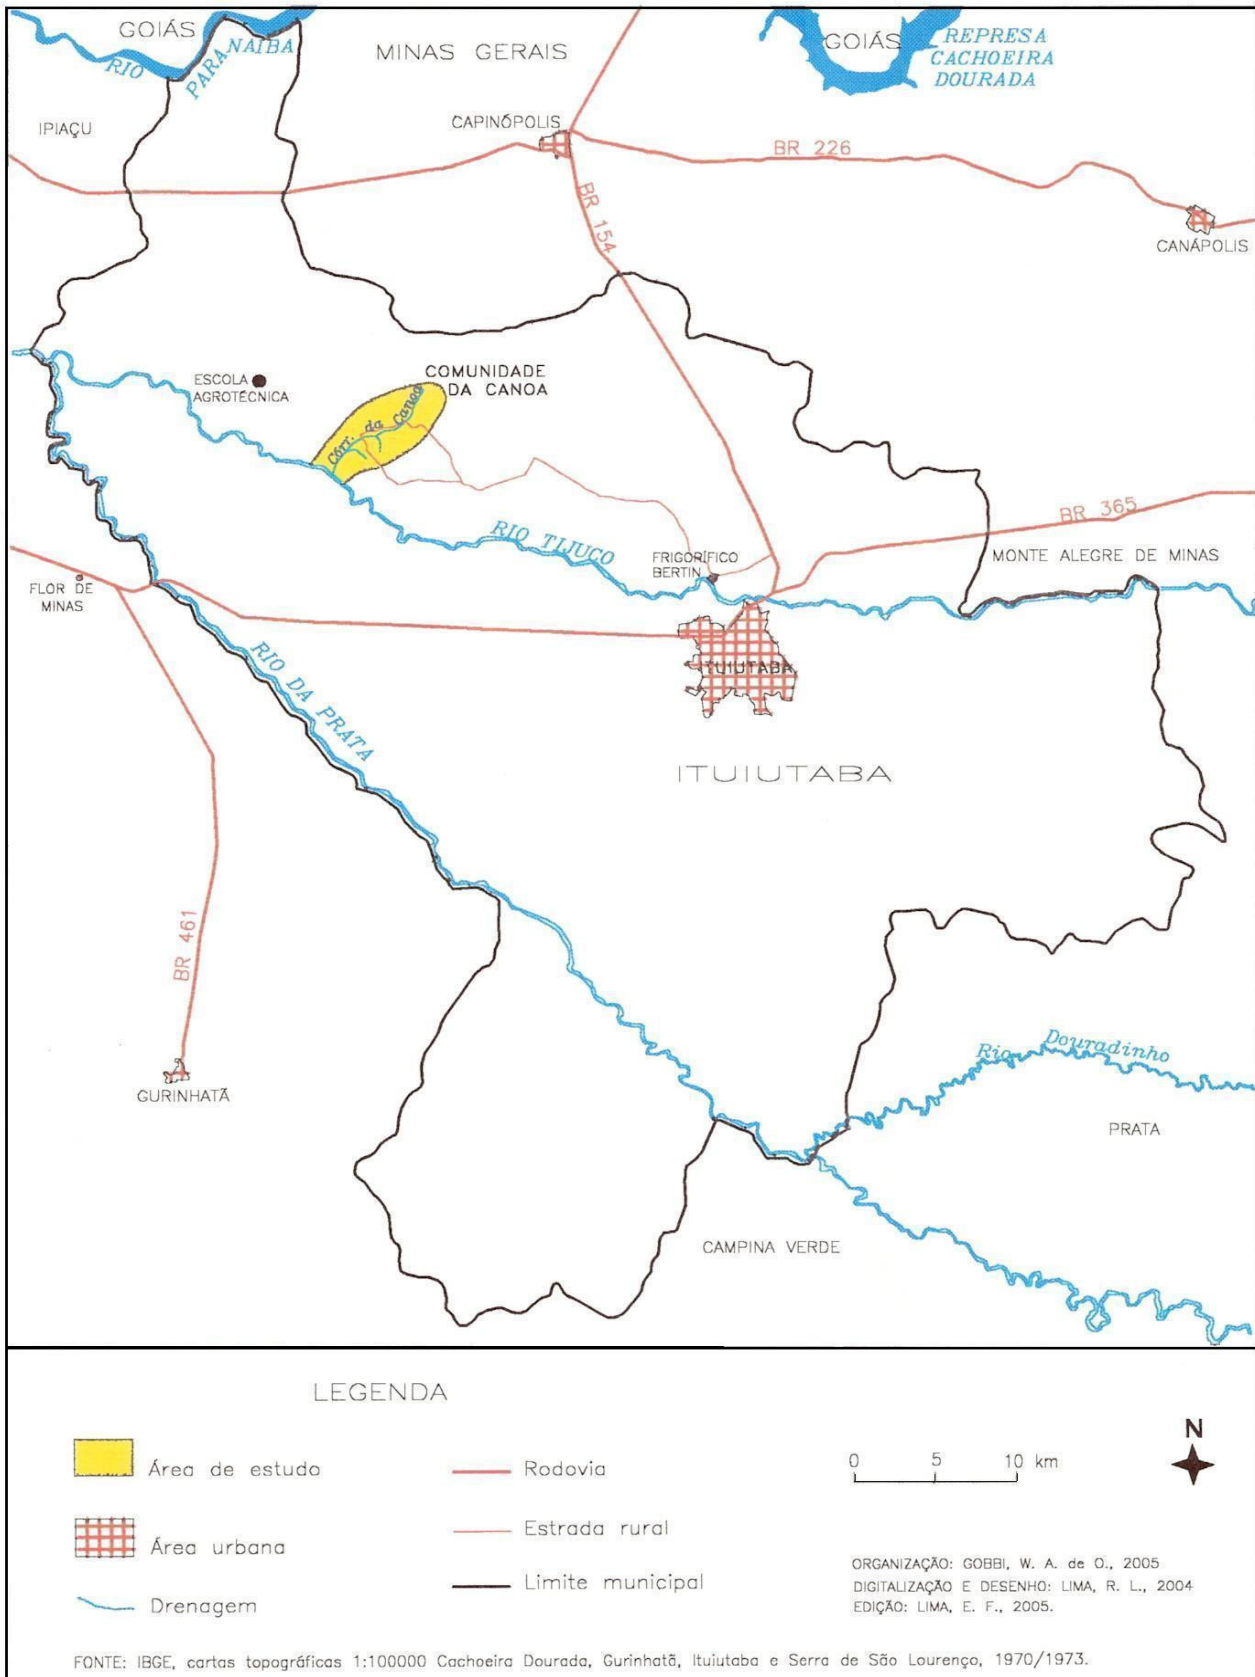 GOIÁS
RIO
PARANAÍBA
MINAS GERAIS
GOIÁS
REPRESA
CACHOEIRA
DOURADA
IPIAÇU
CAPINÓPOLIS
BR 226
BR 154
CANÁPOLIS
ESCOLA
AGROTÉCNICA
COMUNIDADE
DA CANOA
Córr. da Canoa
RIO TIJUCO
BR 365
FRIGORÍFICO
BERTIN
MONTE ALEGRE DE MINAS
FLOR DE
MINAS
RIO DA PRATA
ITUIUTABA
ITUIUTABA
BR 461
GURINHATÃ
Rio Douradinho
PRATA
CAMPINA VERDE
LEGENDA
Área de estudo
Rodovia
0 5 10 km
N
Área urbana
Estrada rural
Drenagem
Limite municipal
ORGANIZAÇÃO: GOBBI, W. A. de O., 2005
DIGITALIZAÇÃO E DESENHO: LIMA, R. L., 2004
EDIÇÃO: LIMA, E. F., 2005.
FONTE: IBGE, cartas topográficas 1:100000 Cachoeira Dourada, Gurinhatã, Ituiutaba e Serra de São Lourenço, 1970/1973.